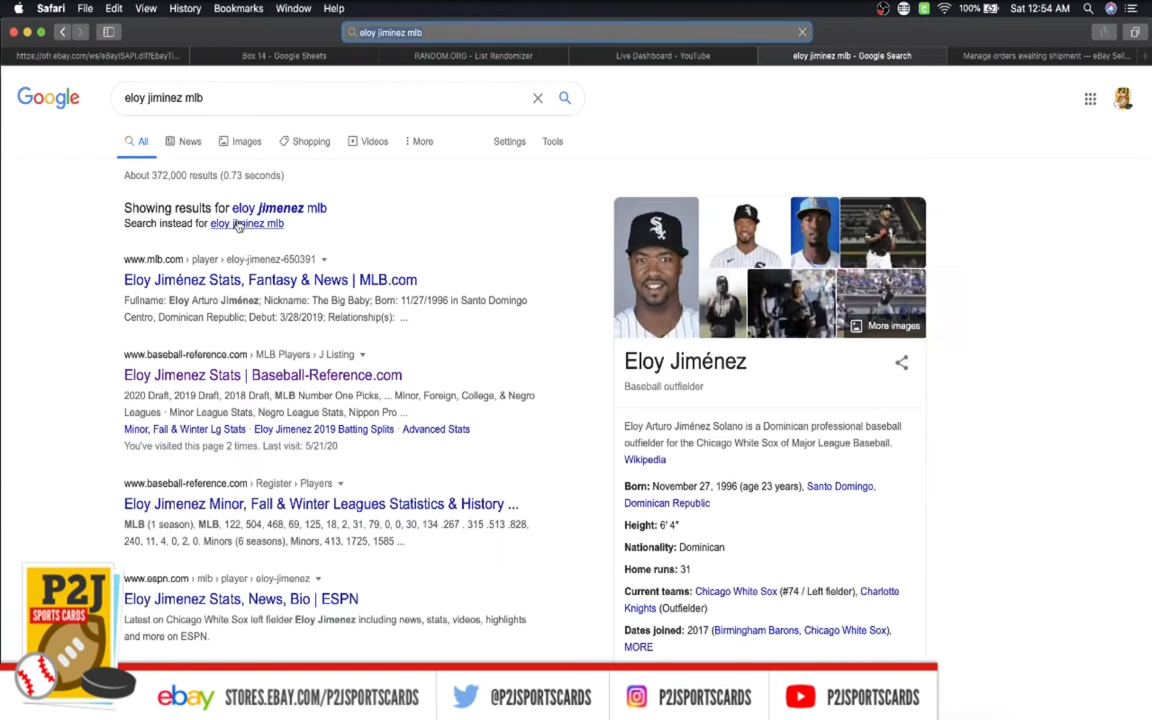 Safari File Edit View History Bookmarks Window Help 100% Sat 12:54 AM
eloy jiminez mlb
https://ofr.ebay.com/ws/eBayISAPI.dll?EbayTi... Box 14 - Google Sheets RANDOM.ORG - List Randomizer Live Dashboard - YouTube eloy jiminez mlb - Google Search Manage orders awaiting shipment — eBay Sel...
Google eloy jiminez mlb
All News Images Shopping Videos More Settings Tools
About 372,000 results (0.73 seconds)
Showing results for eloy jimenez mlb
Search instead for eloy jiminez mlb
www.mlb.com › player › eloy-jimenez-650391
Eloy Jiménez Stats, Fantasy & News | MLB.com
Fullname: Eloy Arturo Jiménez; Nickname: The Big Baby; Born: 11/27/1996 in Santo Domingo
Centro, Dominican Republic; Debut: 3/28/2019; Relationship(s): ...
www.baseball-reference.com › MLB Players › J Listing
Eloy Jimenez Stats | Baseball-Reference.com
2020 Draft, 2019 Draft, 2018 Draft, MLB Number One Picks, ... Minor, Foreign, College, & Negro
Leagues · Minor League Stats, Negro League Stats, Nippon Pro ...
Minor, Fall & Winter Lg Stats · Eloy Jimenez 2019 Batting Splits · Advanced Stats
You've visited this page 2 times. Last visit: 5/21/20
www.baseball-reference.com › Register › Players
Eloy Jimenez Minor, Fall & Winter Leagues Statistics & History ...
MLB (1 season), MLB, 122, 504, 468, 69, 125, 18, 2, 31, 79, 0, 0, 30, 134 .267 . 315 .513 .828,
240, 11, 4, 0, 2, 0. Minors (6 seasons), Minors, 413, 1725, 1585 ...
www.espn.com › mlb › player › eloy-jimenez
Eloy Jimenez Stats, News, Bio | ESPN
Latest on Chicago White Sox left fielder Eloy Jimenez including news, stats, videos, highlights
and more on ESPN.
More images
Eloy Jiménez
Baseball outfielder
Eloy Arturo Jiménez Solano is a Dominican professional baseball
outfielder for the Chicago White Sox of Major League Baseball.
Wikipedia
Born: November 27, 1996 (age 23 years), Santo Domingo,
Dominican Republic
Height: 6′ 4″
Nationality: Dominican
Home runs: 31
Current teams: Chicago White Sox (#74 / Left fielder), Charlotte
Knights (Outfielder)
Dates joined: 2017 (Birmingham Barons, Chicago White Sox),
MORE
P2J
SPORTS CARDS
ebay STORES.EBAY.COM/P2JSPORTSCARDS @P2JSPORTSCARDS P2JSPORTSCARDS P2JSPORTSCARDS